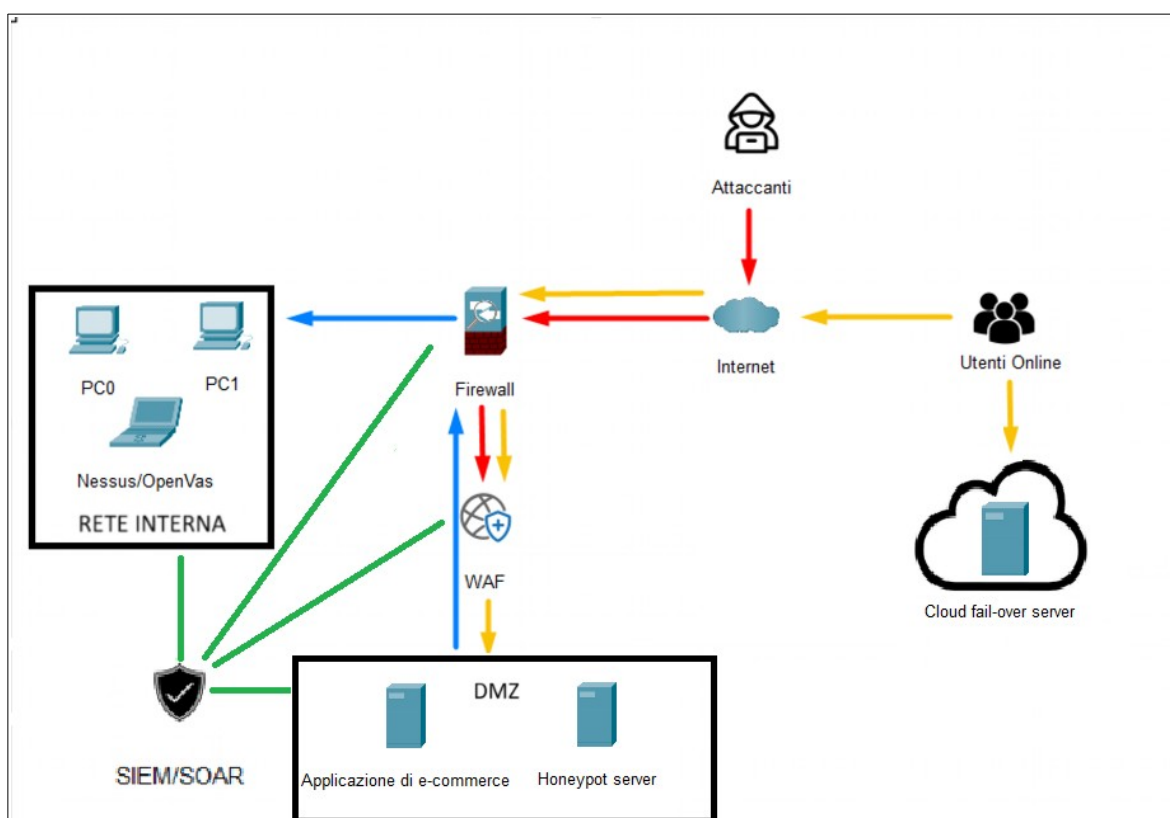 Attaccanti
Internet
Utenti Online
PC0
PC1
Firewall
Nessus/OpenVas
RETE INTERNA
WAF
Cloud fail-over server
DMZ
SIEM/SOAR
Applicazione di e-commerce
Honeypot server